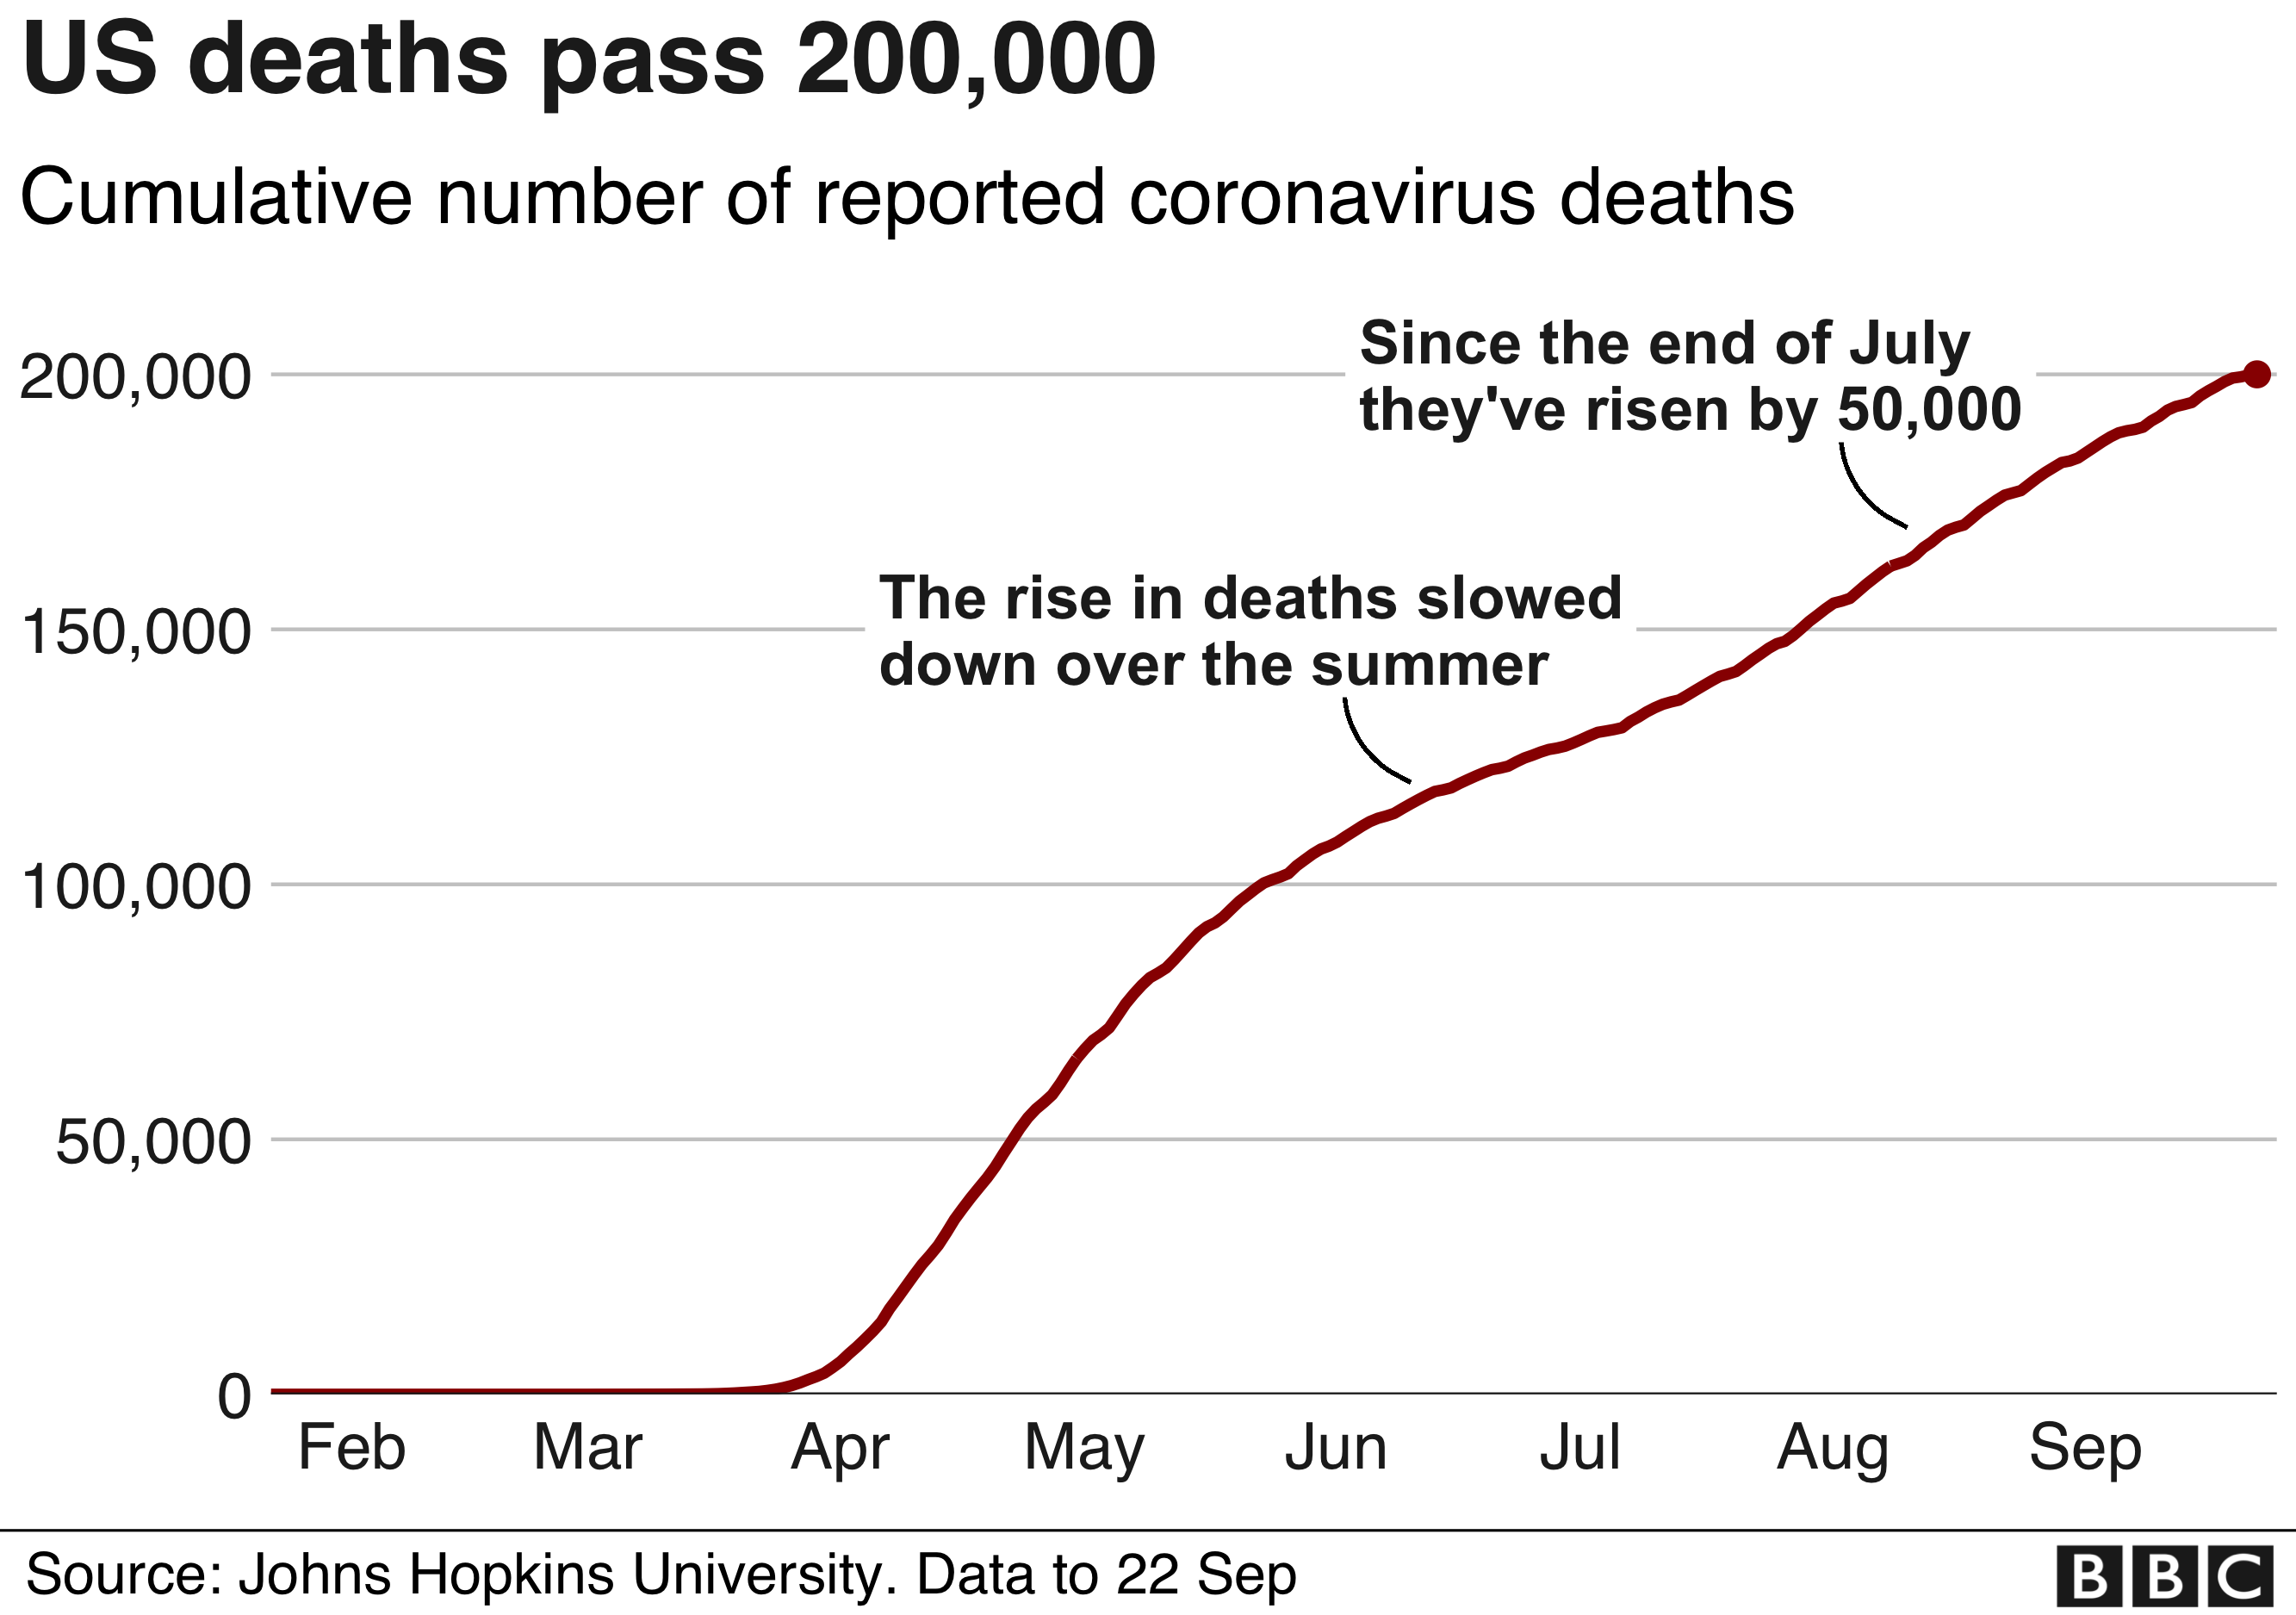 US deaths pass 200,000
Cumulative number of reported coronavirus deaths
Since the end of July
they've risen by 50,000
The rise in deaths slowed
down over the summer
200,000
150,000
100,000
50,000
0
Feb Mar Apr May Jun Jul Aug Sep
Source: Johns Hopkins University. Data to 22 Sep
BBC